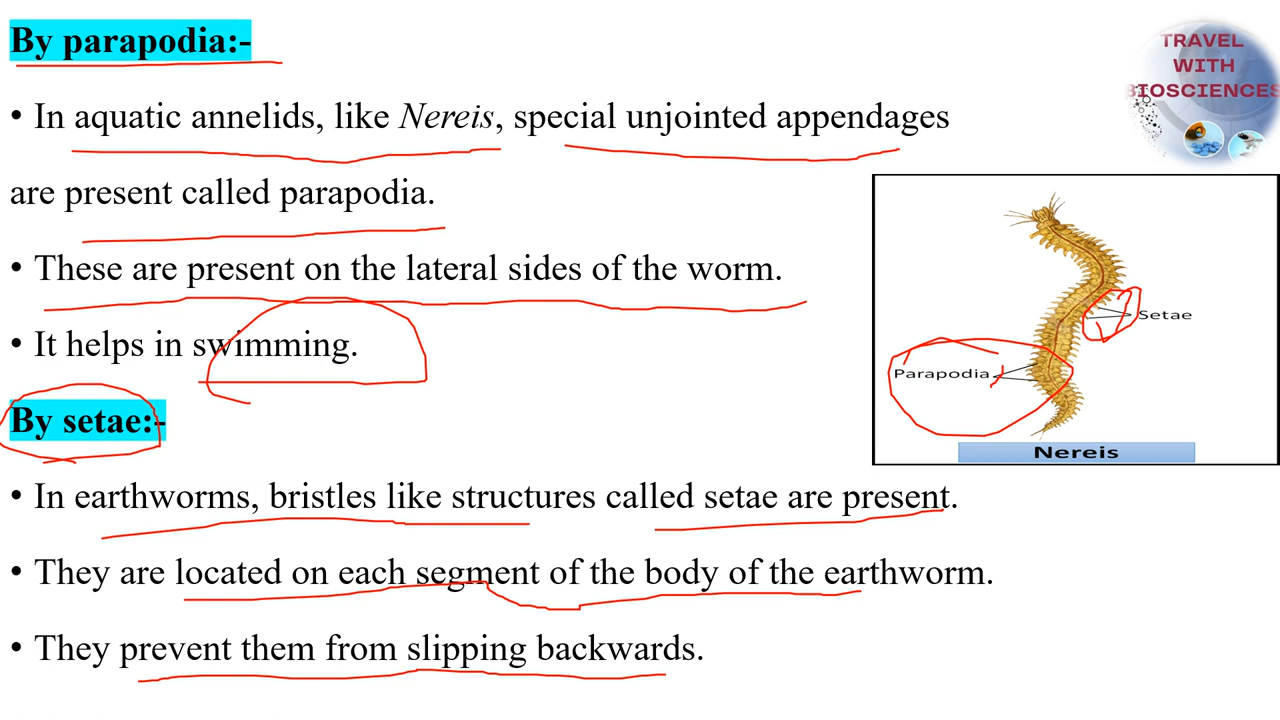 By parapodia:-
TRAVEL
WITH
BIOSCIENCES
• In aquatic annelids, like Nereis, special unjointed appendages
are present called parapodia.
• These are present on the lateral sides of the worm.
• It helps in swimming.
Setae
Parapodia
Nereis
By setae:-
• In earthworms, bristles like structures called setae are present.
• They are located on each segment of the body of the earthworm.
• They prevent them from slipping backwards.